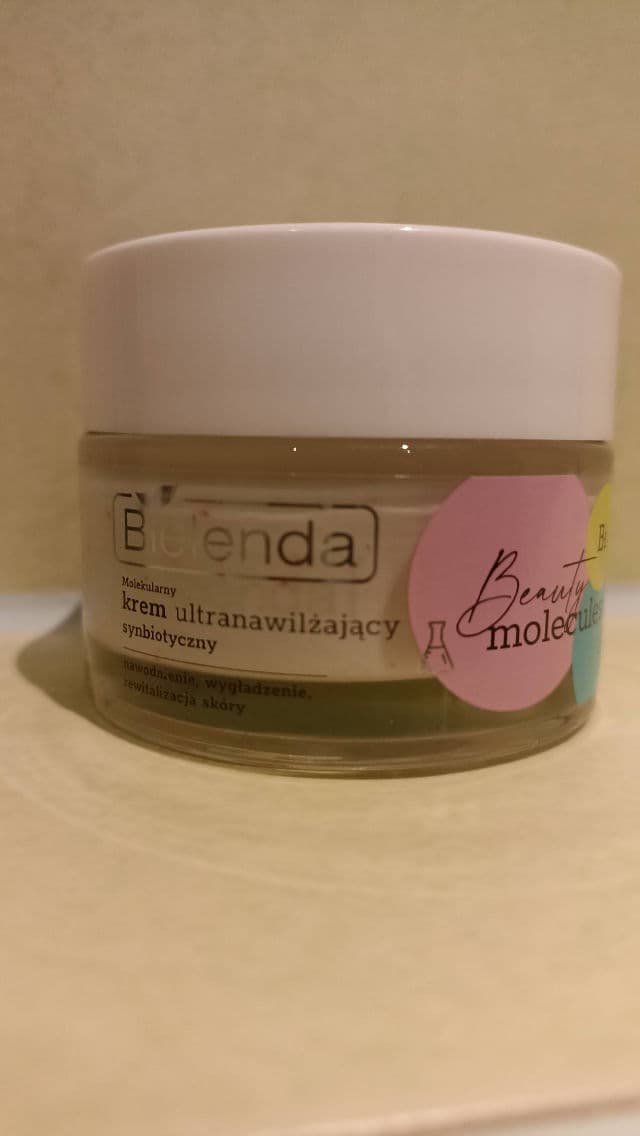 Bielenda
Molekularny
krem ultranawilżający
synbiotyczny
nawodnienie, wygładzenie,
rewitalizacja skóry
Beauty
molecules